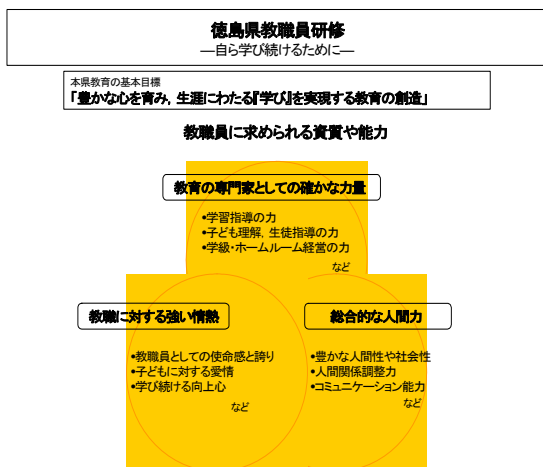 徳島県教職員研修
―自ら学び続けるために―
本県教育の基本目標
「豊かな心を育み，生涯にわたる『学び』を実現する教育の創造」
教職員に求められる資質や能力
教育の専門家としての確かな力量
•学習指導の力
•子ども理解，生徒指導の力
•学級・ホームルーム経営の力
など
教職に対する強い情熱
•教職員としての使命感と誇り
•子どもに対する愛情
•学び続ける向上心
など
総合的な人間力
•豊かな人間性や社会性
•人間関係調整力
•コミュニケーション能力
など